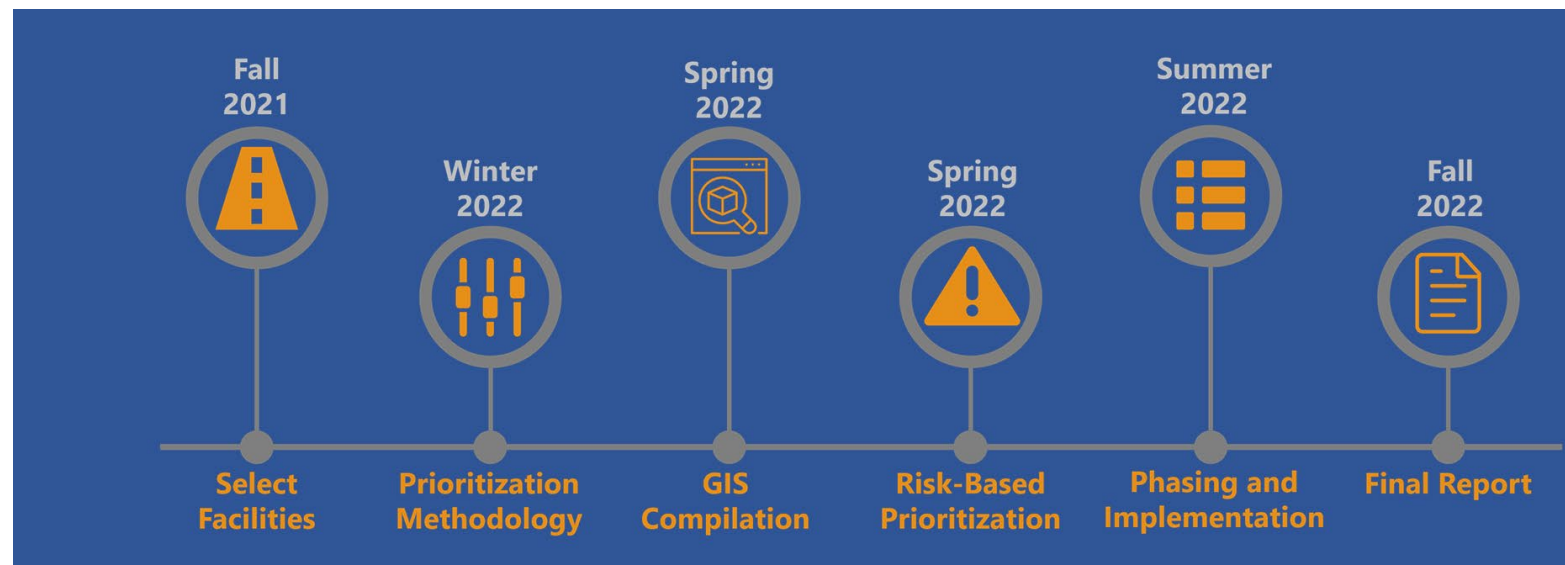 Fall
2021
Select
Facilities
Winter
2022
Prioritization
Methodology
Spring
2022
GIS
Compilation
Spring
2022
Risk-Based
Prioritization
Summer
2022
Phasing and
Implementation
Fall
2022
Final Report